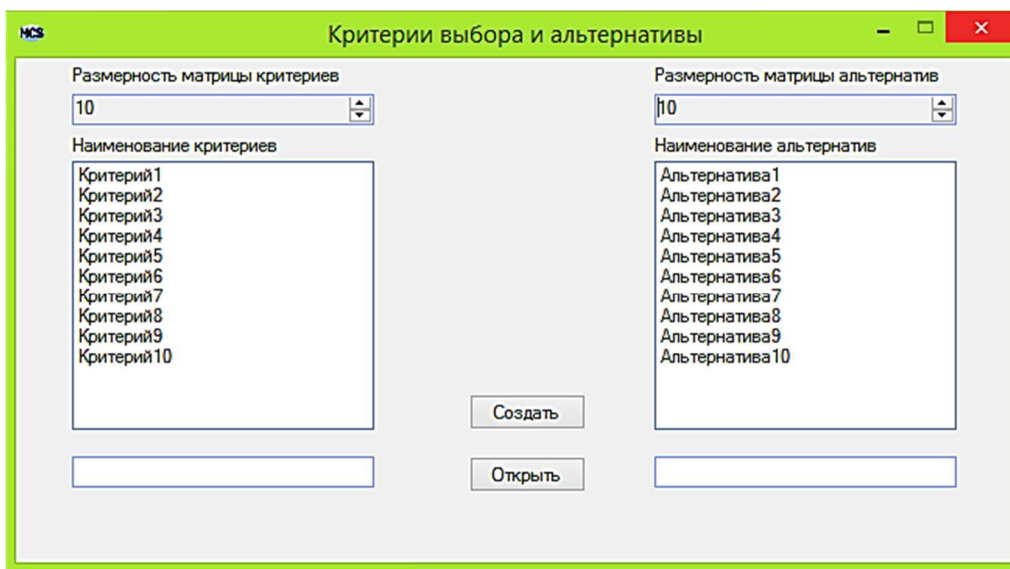 MCS
Критерии выбора и альтернативы
Размерность матрицы критериев
10
Наименование критериев
Критерий1
Критерий2
Критерий3
Критерий4
Критерий5
Критерий6
Критерий7
Критерий8
Критерий9
Критерий10
Размерность матрицы альтернатив
10
Наименование альтернатив
Альтернатива1
Альтернатива2
Альтернатива3
Альтернатива4
Альтернатива5
Альтернатива6
Альтернатива7
Альтернатива8
Альтернатива9
Альтернатива10
Создать
Открыть